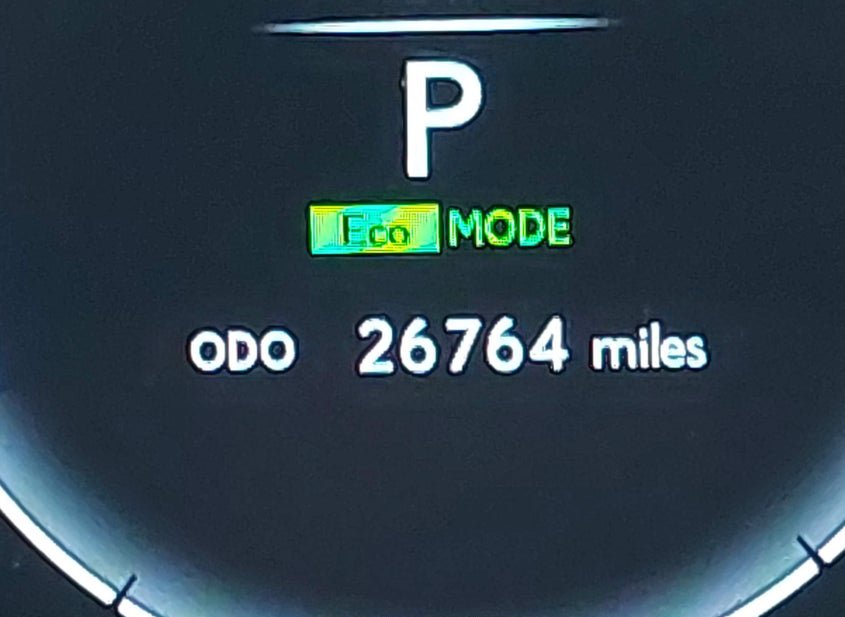 P
Eco MODE
ODO 26764 miles